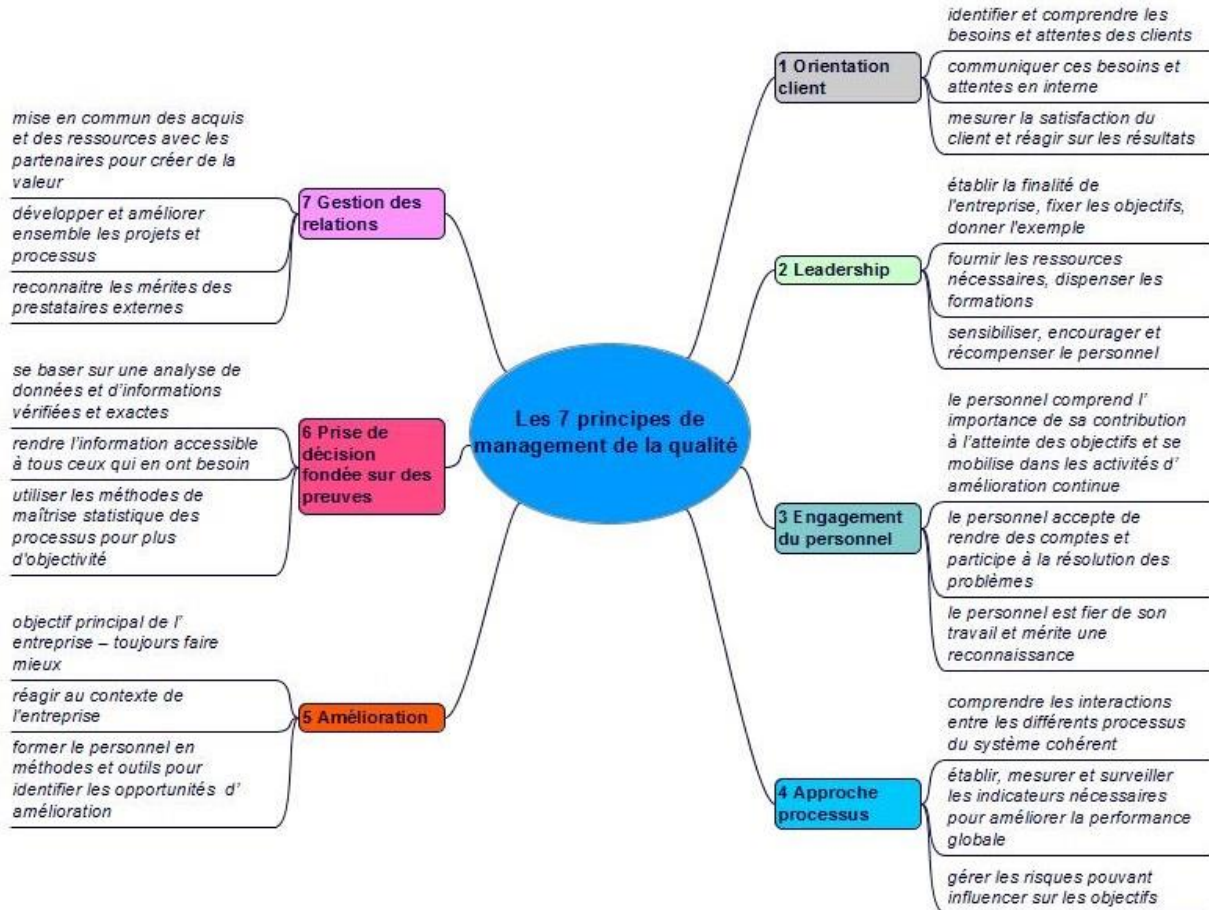 Les 7 principes de
management de la qualité
1 Orientation
client
identifier et comprendre les
besoins et attentes des clients
communiquer ces besoins et
attentes en interne
mesurer la satisfaction du
client et réagir sur les résultats
2 Leadership
établir la finalité de
l'entreprise, fixer les objectifs,
donner l'exemple
fournir les ressources
nécessaires, dispenser les
formations
sensibiliser, encourager et
récompenser le personnel
3 Engagement
du personnel
le personnel comprend l’
importance de sa contribution
à l’atteinte des objectifs et se
mobilise dans les activités d’
amélioration continue
le personnel accepte de
rendre des comptes et
participe à la résolution des
problèmes
le personnel est fier de son
travail et mérite une
reconnaissance
4 Approche
processus
comprendre les interactions
entre les différents processus
du système cohérent
établir, mesurer et surveiller
les indicateurs nécessaires
pour améliorer la performance
globale
gérer les risques pouvant
influencer sur les objectifs
5 Amélioration
objectif principal de l’
entreprise – toujours faire
mieux
réagir au contexte de
l'entreprise
former le personnel en
méthodes et outils pour
identifier les opportunités d’
amélioration
6 Prise de
décision
fondée sur des
preuves
se baser sur une analyse de
données et d’informations
vérifiées et exactes
rendre l’information accessible
à tous ceux qui en ont besoin
utiliser les méthodes de
maîtrise statistique des
processus pour plus
d'objectivité
7 Gestion des
relations
mise en commun des acquis
et des ressources avec les
partenaires pour créer de la
valeur
développer et améliorer
ensemble les projets et
processus
reconnaitre les mérites des
prestataires externes